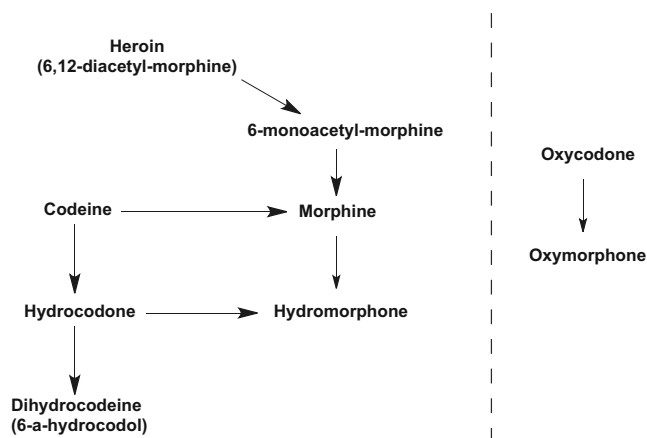 Heroin
(6,12-diacetyl-morphine)
6-monoacetyl-morphine
Oxycodone
Codeine
Morphine
Oxymorphone
Hydrocodone
Hydromorphone
Dihydrocodeine
(6-a-hydrocodol)